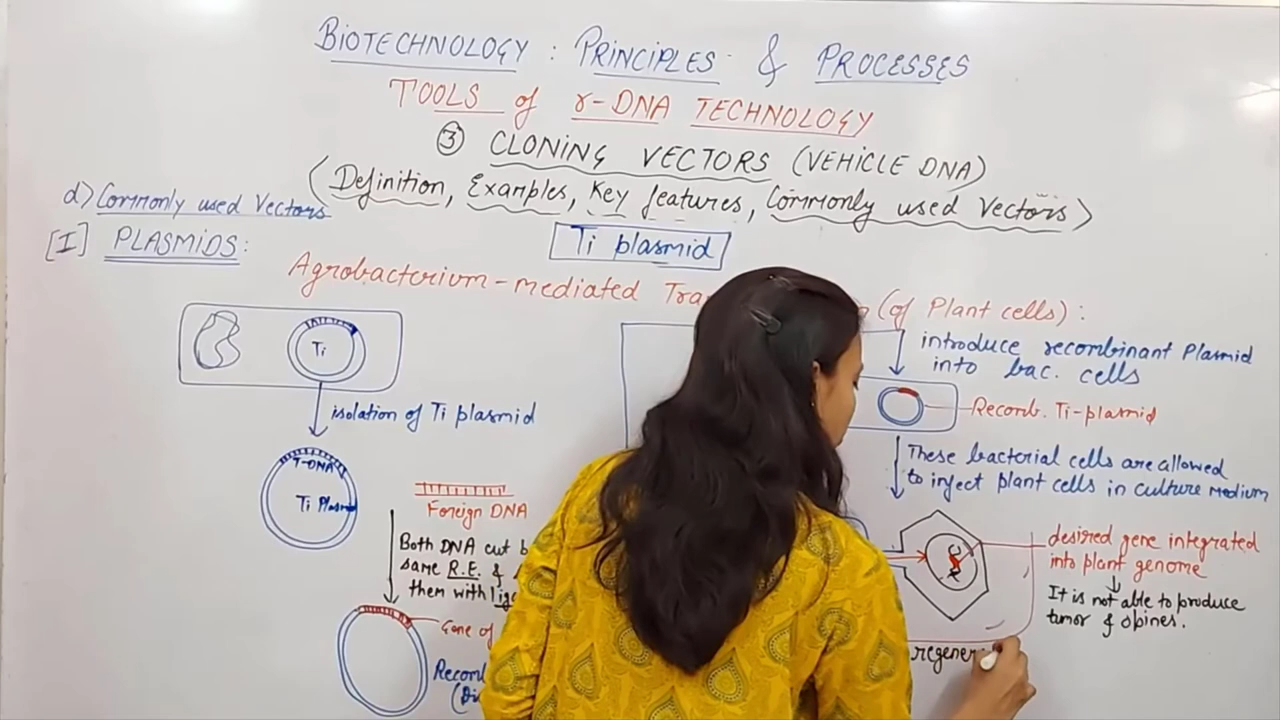 BIOTECHNOLOGY : PRINCIPLES & PROCESSES
TOOLS of r-DNA TECHNOLOGY
③ CLONING VECTORS (VEHICLE DNA)
(Definition, Examples, Key features, Commonly used Vectors)
d) Commonly used Vectors
[I] PLASMIDS:
Ti plasmid
Agrobacterium-mediated (of Plant cells):
Ti
isolation of Ti plasmid
T-DNA
Ti Plasm
Foreign DNA
Both DNA cut b
same R.E. &
them with lig
Gene of
Recom
introduce recombinant Plasmid
into bac. cells
Recomb. Ti-plasmid
These bacterial cells are allowed
to inject plant cells in culture medium
desired gene integrated
into plant genome
It is not able to produce
tumor & opines.
regener